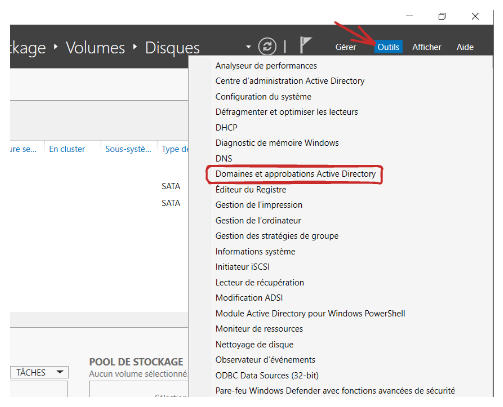 ckage ▸ Volumes ▸ Disques
Gérer Outils Afficher Aide
Analyseur de performances
Centre d'administration Active Directory
Configuration du système
Défragmenter et optimiser les lecteurs
DHCP
Diagnostic de mémoire Windows
ure se... En cluster Sous-systè... Type de
DNS
Domaines et approbations Active Directory
SATA
Éditeur du Registre
SATA
Gestion de l'impression
Gestion de l'ordinateur
Gestion des stratégies de groupe
Informations système
Initiateur iSCSI
Lecteur de récupération
Modification ADSI
Module Active Directory pour Windows PowerShell
Moniteur de ressources
Nettoyage de disque
POOL DE STOCKAGE
Observateur d'événements
TÂCHES
Aucun volume sélectionné.
ODBC Data Sources (32-bit)
Pare-feu Windows Defender avec fonctions avancées de sécurité